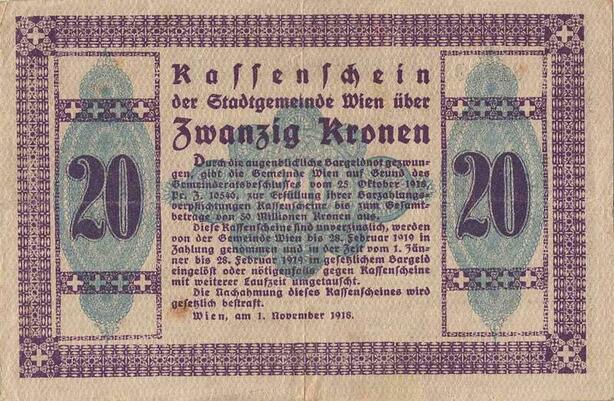 Kassenschein
der Stadtgemeinde Wien über
Zwanzig Kronen
20
20
Durch die augenblickliche Bargeldnot gezwun-
gen gibt die Gemeinde Wien auf Grund des
Gemeinderatsbeschlusses vom 25. Oktober 1918,
Pr. Z. 10540, zur Erfüllung ihrer Barzahlungs-
verpflichtungen Kassenscheine bis zum Gesamt-
betrage von 50 Millionen Kronen aus.
Diese Kassenscheine sind unverzinslich, werden
von der Gemeinde Wien bis 28. Februar 1919 in
Zahlung genommen und in der Zeit vom 1. Jän-
ner bis 28. Februar 1919 in gesetzlichem Bargeld
eingelöst oder nötigenfalls gegen Kassenscheine
mit weiterer Laufzeit umgetauscht.
Die Nachahmung dieses Kassenscheines wird
gesetzlich bestraft.
Wien, am 1. November 1918.